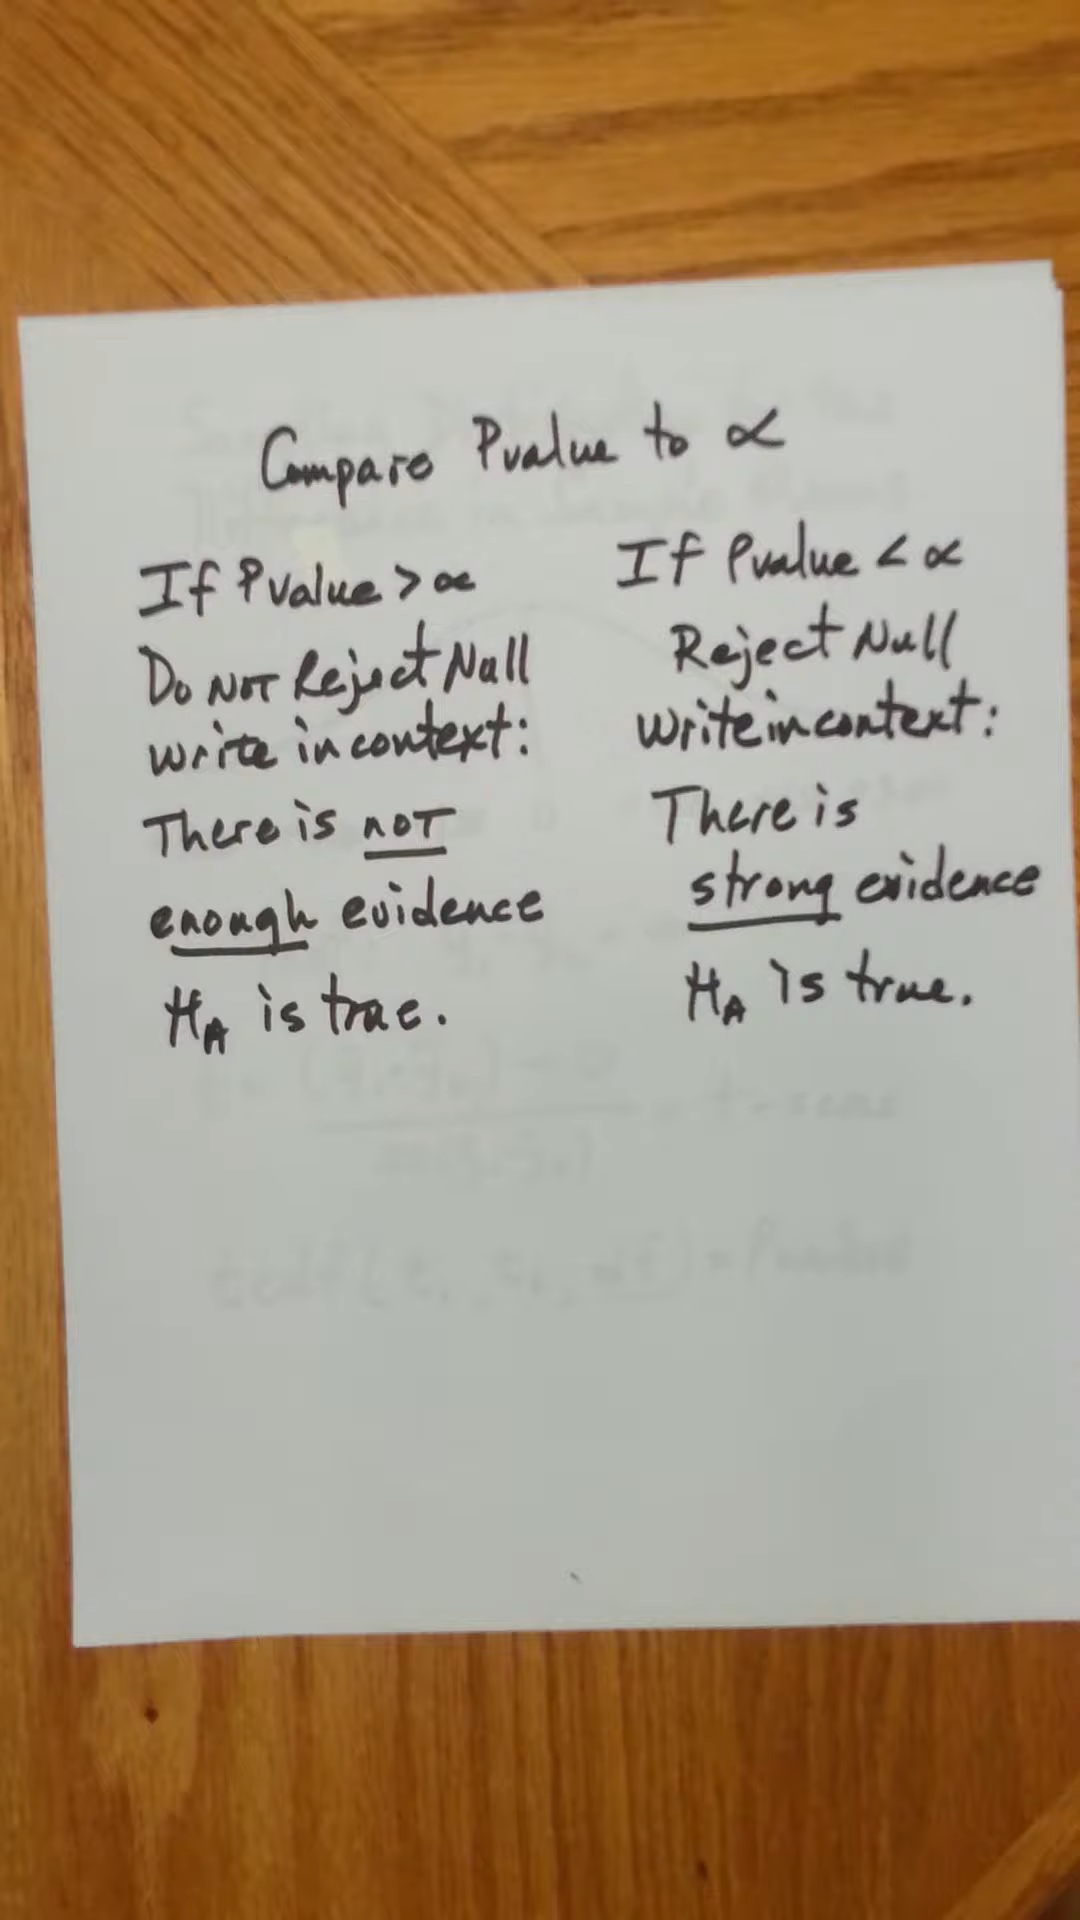 Compare Pvalue to α
If Pvalue > α
Do NOT Reject Null
write in context:
There is not
enough evidence
HA is true.
If Pvalue < α
Reject Null
write in context:
There is
strong evidence
HA is true.